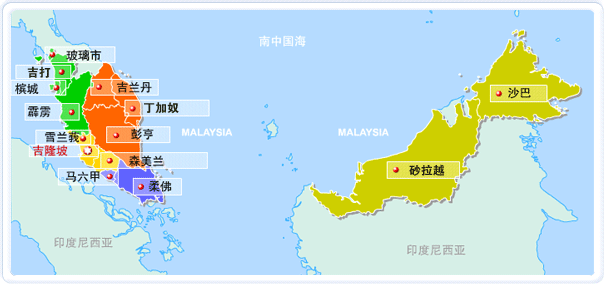 南中国海
玻璃市
吉打
槟城
吉兰丹
沙巴
霹雳
丁加奴
雪兰莪
彭亨
MALAYSIA
MALAYSIA
吉隆坡
森美兰
砂拉越
马六甲
柔佛
印度尼西亚
印度尼西亚